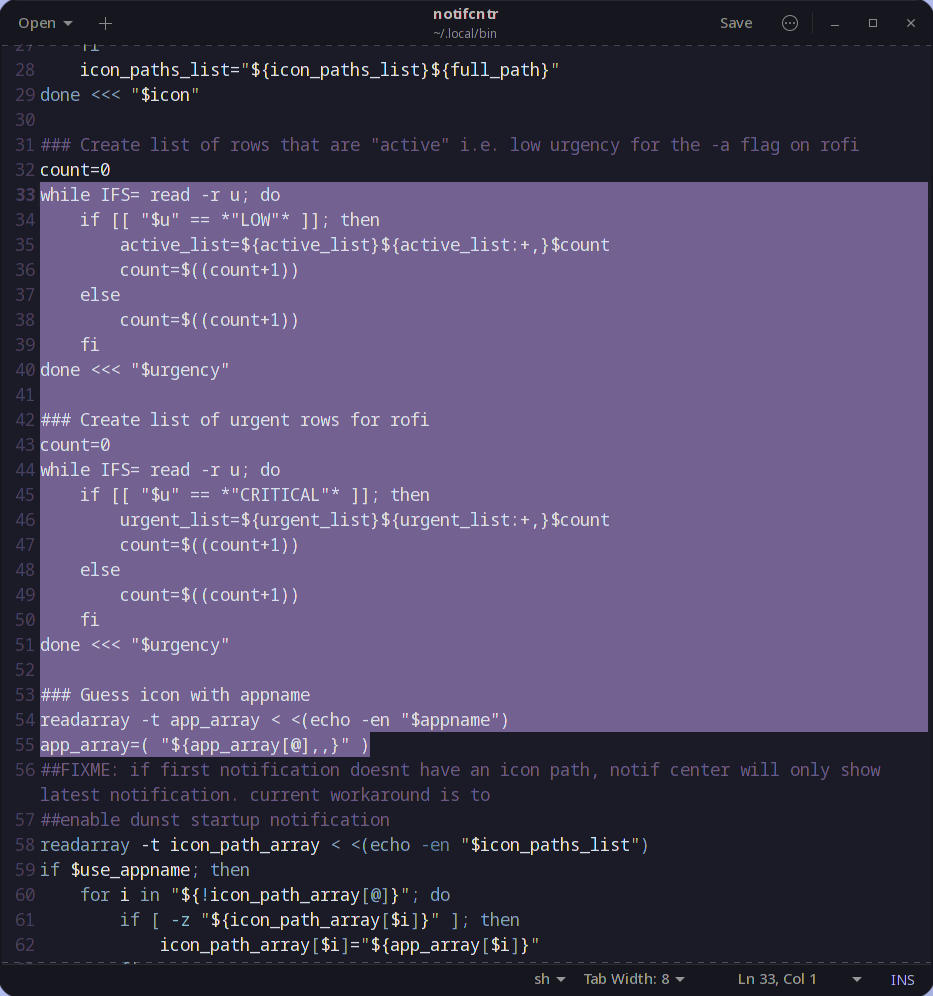 Open
notifcntr
~/.local/bin
Save
27     fi
28     icon_paths_list="${icon_paths_list}${full_path}"
29 done <<< "$icon"
30
31 ### Create list of rows that are "active" i.e. low urgency for the -a flag on rofi
32 count=0
33 while IFS= read -r u; do
34     if [[ "$u" == *"LOW"* ]]; then
35         active_list=${active_list}${active_list:+,}$count
36         count=$((count+1))
37     else
38         count=$((count+1))
39     fi
40 done <<< "$urgency"
41
42 ### Create list of urgent rows for rofi
43 count=0
44 while IFS= read -r u; do
45     if [[ "$u" == *"CRITICAL"* ]]; then
46         urgent_list=${urgent_list}${urgent_list:+,}$count
47         count=$((count+1))
48     else
49         count=$((count+1))
50     fi
51 done <<< "$urgency"
52
53 ### Guess icon with appname
54 readarray -t app_array < <(echo -en "$appname")
55 app_array=( "${app_array[@],,}" )
56 ##FIXME: if first notification doesnt have an icon path, notif center will only show
latest notification. current workaround is to
57 ##enable dunst startup notification
58 readarray -t icon_path_array < <(echo -en "$icon_paths_list")
59 if $use_appname; then
60     for i in "${!icon_path_array[@]}"; do
61         if [ -z "${icon_path_array[$i]}" ]; then
62             icon_path_array[$i]="${app_array[$i]}"
sh
Tab Width: 8
Ln 33, Col 1
INS